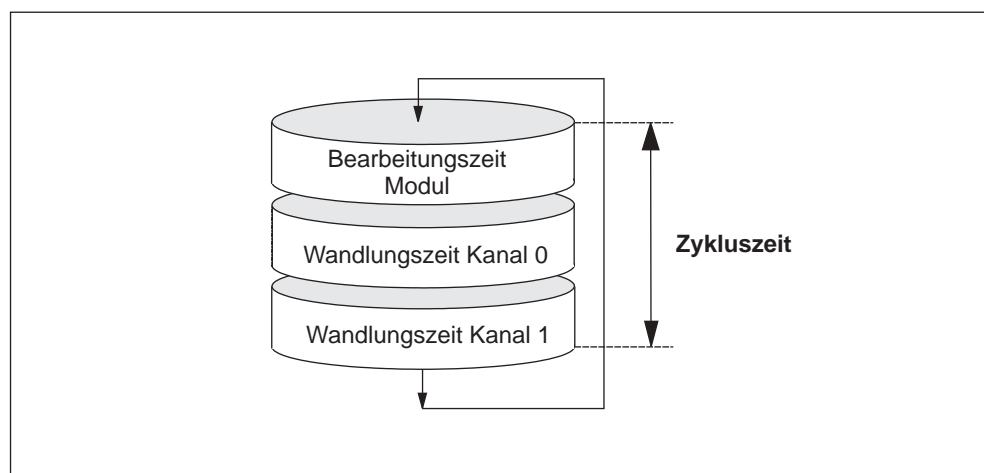 Bearbeitungszeit
Modul
Wandlungszeit Kanal 0
Zykluszeit
Wandlungszeit Kanal 1